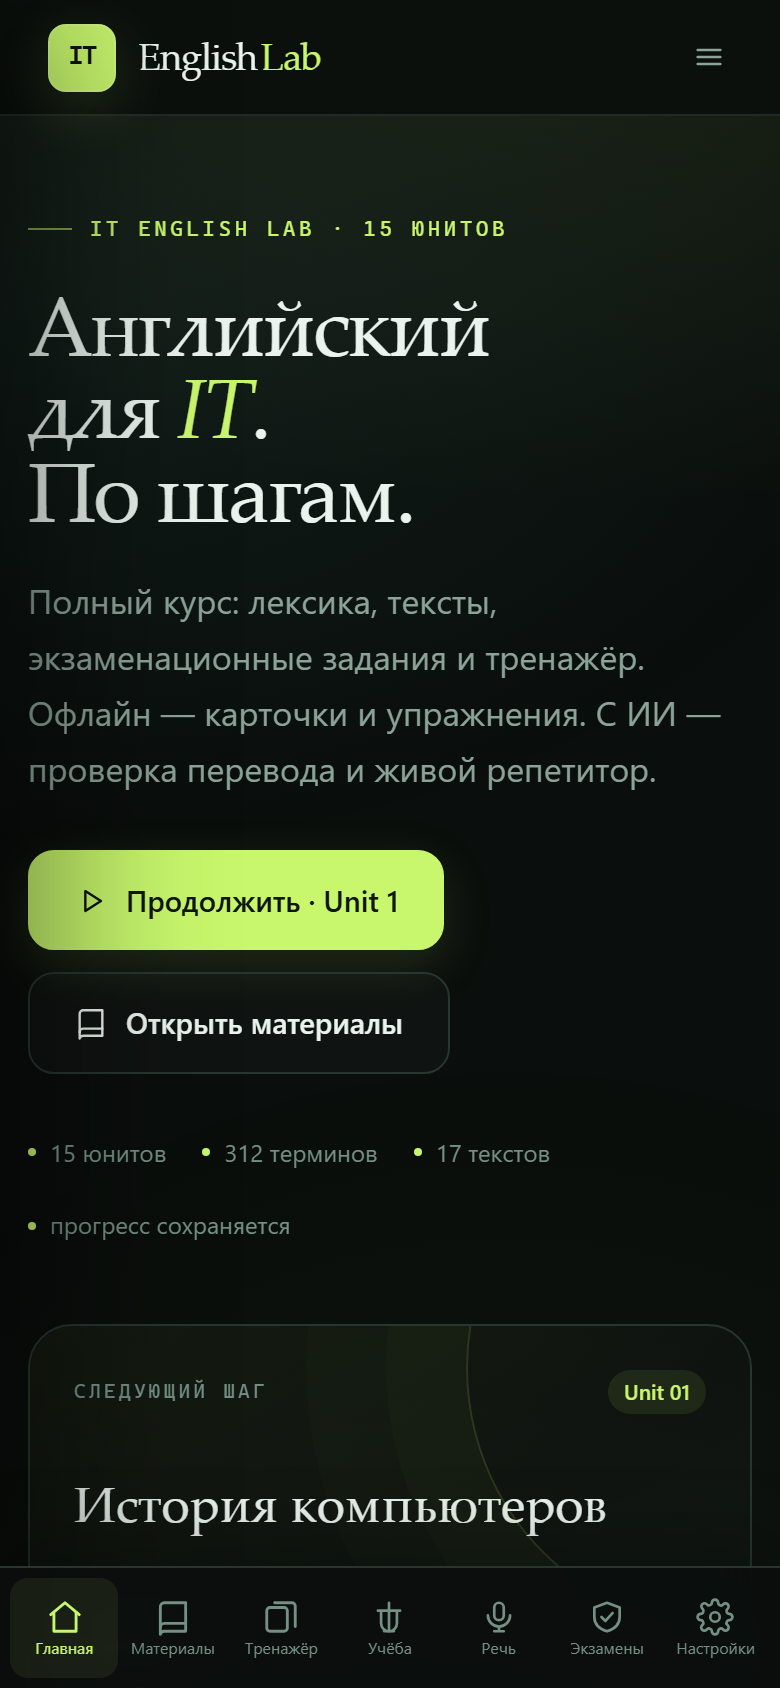 IT
English Lab
IT ENGLISH LAB · 15 ЮНИТОВ
Английский
для IT.
По шагам.
Полный курс: лексика, тексты,
экзаменационные задания и тренажёр.
Офлайн — карточки и упражнения. С ИИ —
проверка перевода и живой репетитор.
Продолжить · Unit 1
Открыть материалы
15 юнитов
312 терминов
17 текстов
прогресс сохраняется
СЛЕДУЮЩИЙ ШАГ
Unit 01
История компьютеров
Главная
Материалы
Тренажёр
Учёба
Речь
Экзамены
Настройки